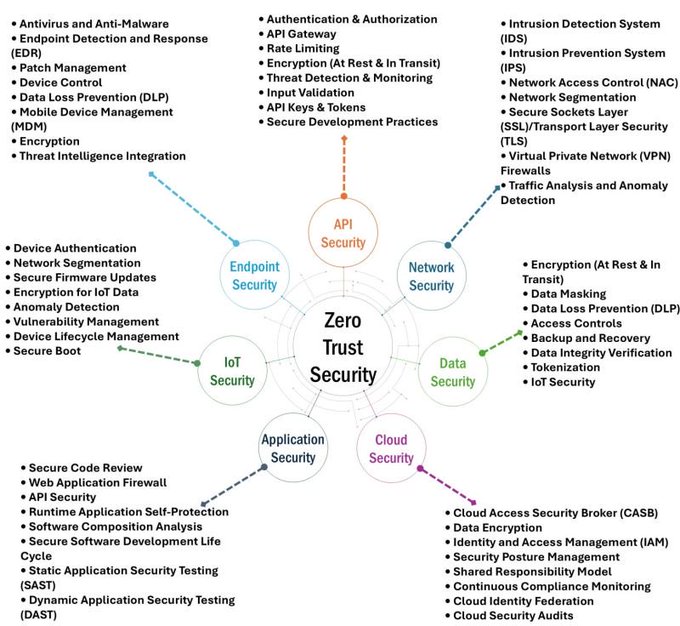 • Antivirus and Anti-Malware
• Endpoint Detection and Response
(EDR)
• Patch Management
• Device Control
• Data Loss Prevention (DLP)
• Mobile Device Management
(MDM)
• Encryption
• Threat Intelligence Integration
• Authentication & Authorization
• API Gateway
• Rate Limiting
• Encryption (At Rest & In Transit)
• Threat Detection & Monitoring
• Input Validation
• API Keys & Tokens
• Secure Development Practices
• Intrusion Detection System
(IDS)
• Intrusion Prevention System
(IPS)
• Network Access Control (NAC)
• Network Segmentation
• Secure Sockets Layer
(SSL)/Transport Layer Security
(TLS)
• Virtual Private Network (VPN)
Firewalls
• Traffic Analysis and Anomaly
Detection
API
Security
Endpoint
Security
Network
Security
• Device Authentication
• Network Segmentation
• Secure Firmware Updates
• Encryption for IoT Data
• Anomaly Detection
• Vulnerability Management
• Device Lifecycle Management
• Secure Boot
• Encryption (At Rest & In
Transit)
• Data Masking
• Data Loss Prevention (DLP)
• Access Controls
• Backup and Recovery
• Data Integrity Verification
• Tokenization
• IoT Security
Zero
Trust
Security
IoT
Security
Data
Security
Application
Security
Cloud
Security
• Secure Code Review
• Web Application Firewall
• API Security
• Runtime Application Self-Protection
• Software Composition Analysis
• Secure Software Development Life
Cycle
• Static Application Security Testing
(SAST)
• Dynamic Application Security Testing
(DAST)
• Cloud Access Security Broker (CASB)
• Data Encryption
• Identity and Access Management (IAM)
• Security Posture Management
• Shared Responsibility Model
• Continuous Compliance Monitoring
• Cloud Identity Federation
• Cloud Security Audits